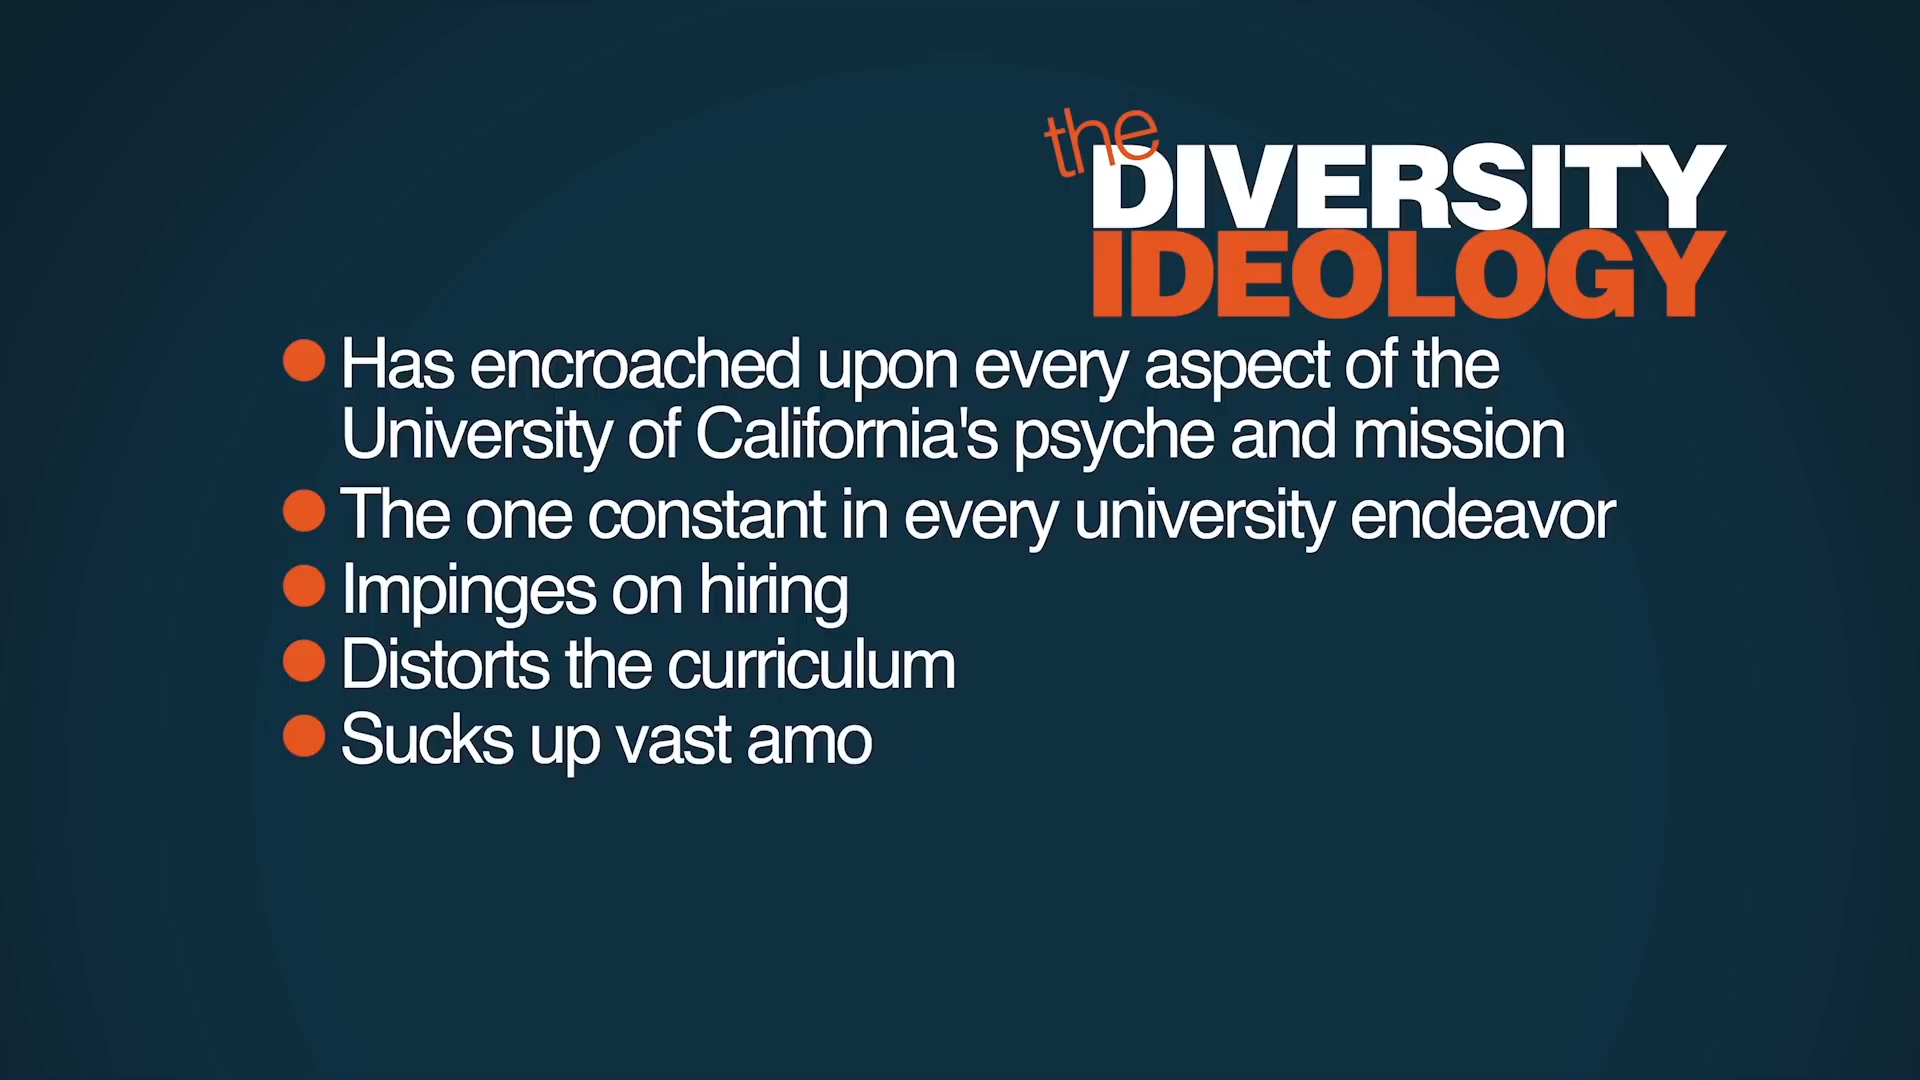 the
DIVERSITY
IDEOLOGY
Has encroached upon every aspect of the
University of California's psyche and mission
The one constant in every university endeavor
Impinges on hiring
Distorts the curriculum
Sucks up vast amo